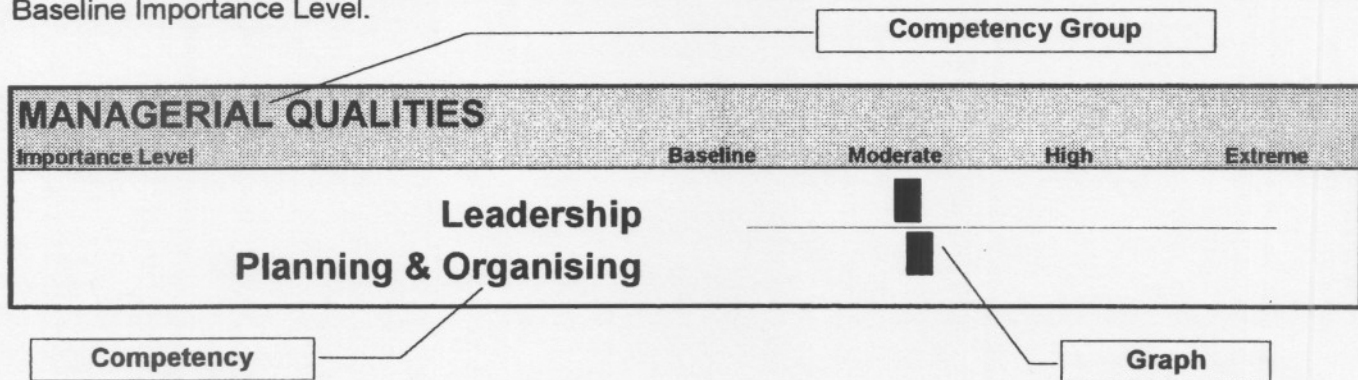 Baseline Importance Level.
Competency Group
MANAGERIAL QUALITIES
Importance Level Baseline Moderate High Extreme
Leadership
Planning & Organising
Competency Graph